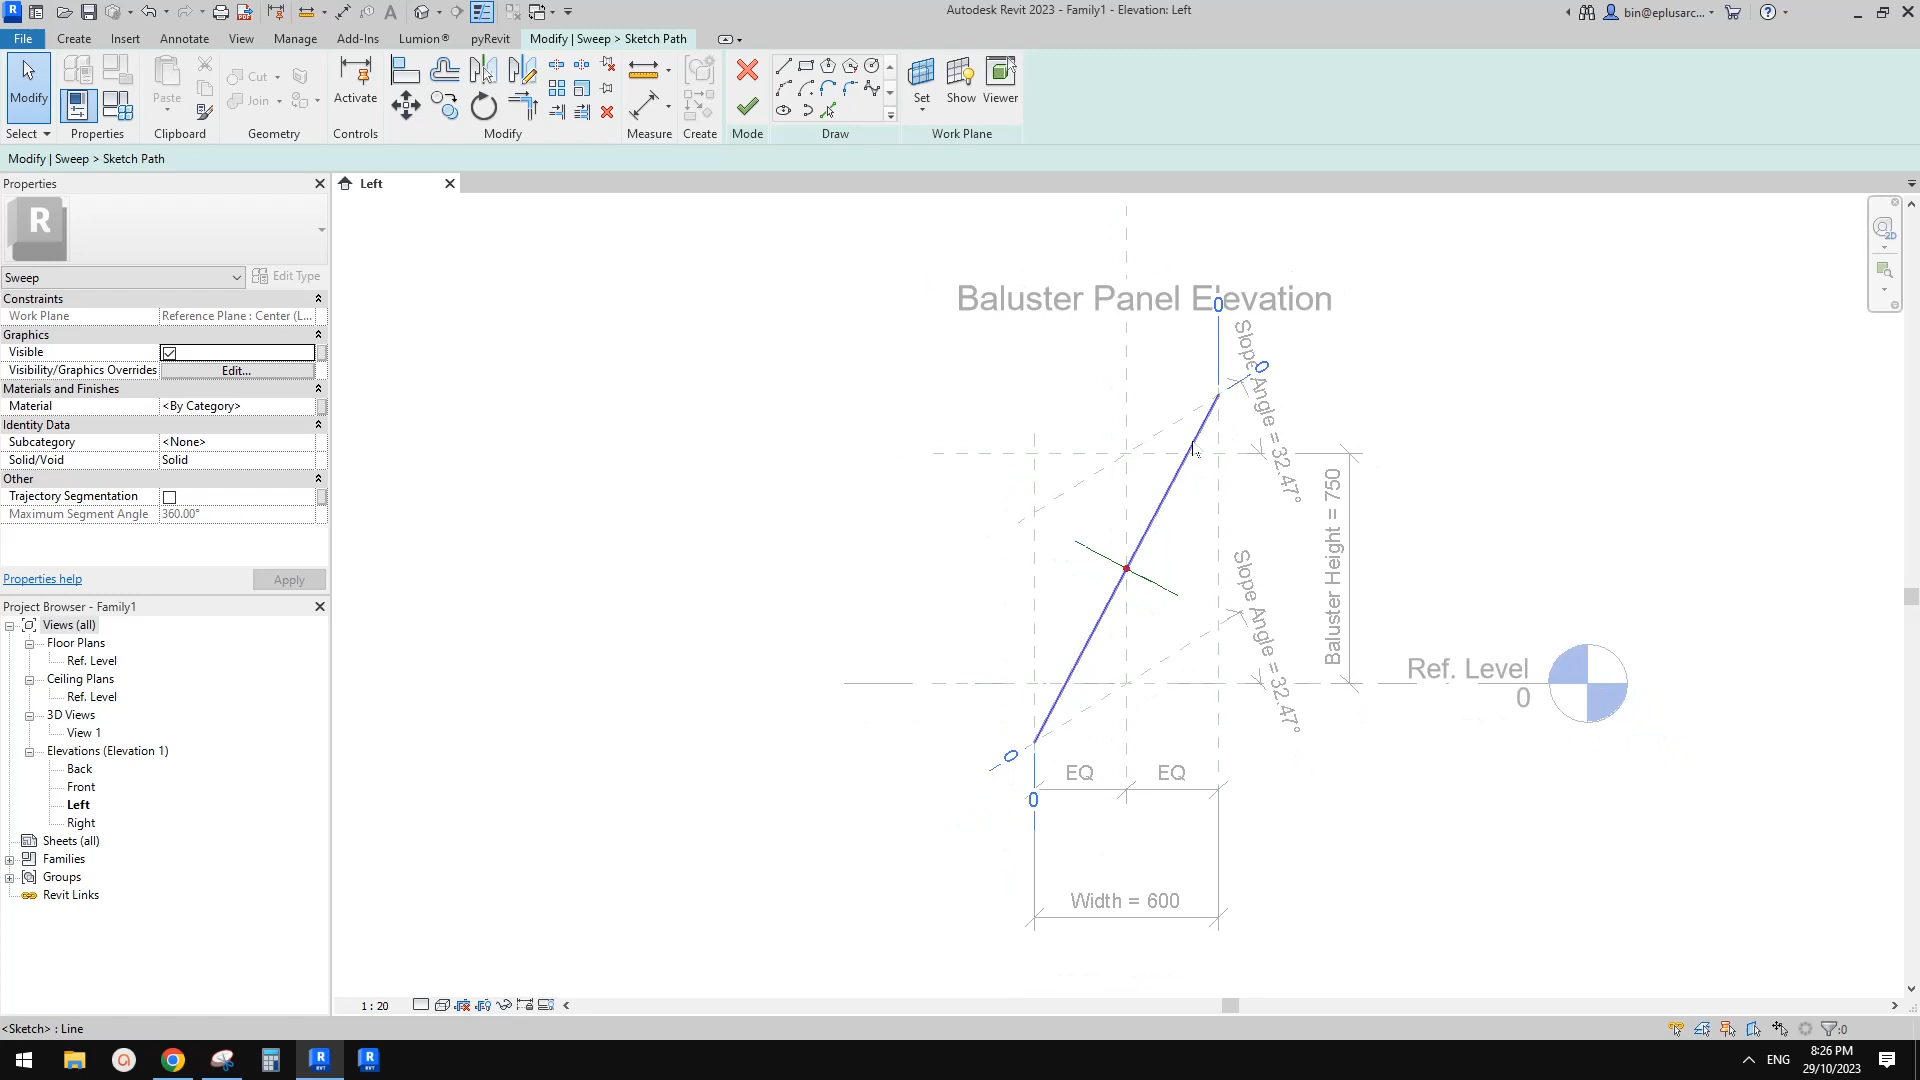 Autodesk Revit 2023 - Family1 - Elevation: Left
bin@eplusarc...
File
Create
Insert
Annotate
View
Manage
Add-Ins
Lumion®
pyRevit
Modify | Sweep > Sketch Path
Modify
Paste
Cut
Join
Activate
Set
Show
Viewer
Select
Properties
Clipboard
Geometry
Controls
Modify
Measure
Create
Mode
Draw
Work Plane
Modify | Sweep > Sketch Path
Properties
R
Sweep
Edit Type
Constraints
Work Plane
Reference Plane : Center (L...
Graphics
Visible
Visibility/Graphics Overrides
Edit...
Materials and Finishes
Material
<By Category>
Identity Data
Subcategory
<None>
Solid/Void
Solid
Other
Trajectory Segmentation
Maximum Segment Angle
360.00°
Properties help
Apply
Project Browser - Family1
Views (all)
Floor Plans
Ref. Level
Ceiling Plans
Ref. Level
3D Views
View 1
Elevations (Elevation 1)
Back
Front
Left
Right
Sheets (all)
Families
Groups
Revit Links
Left
Baluster Panel Elevation
0
0
Slope Angle = 32.47°
Baluster Height = 750
Slope Angle = 32.47°
Ref. Level
0
0
0
EQ
EQ
Width = 600
2D
1 : 20
<Sketch> : Line
:0
ENG
8:26 PM
29/10/2023